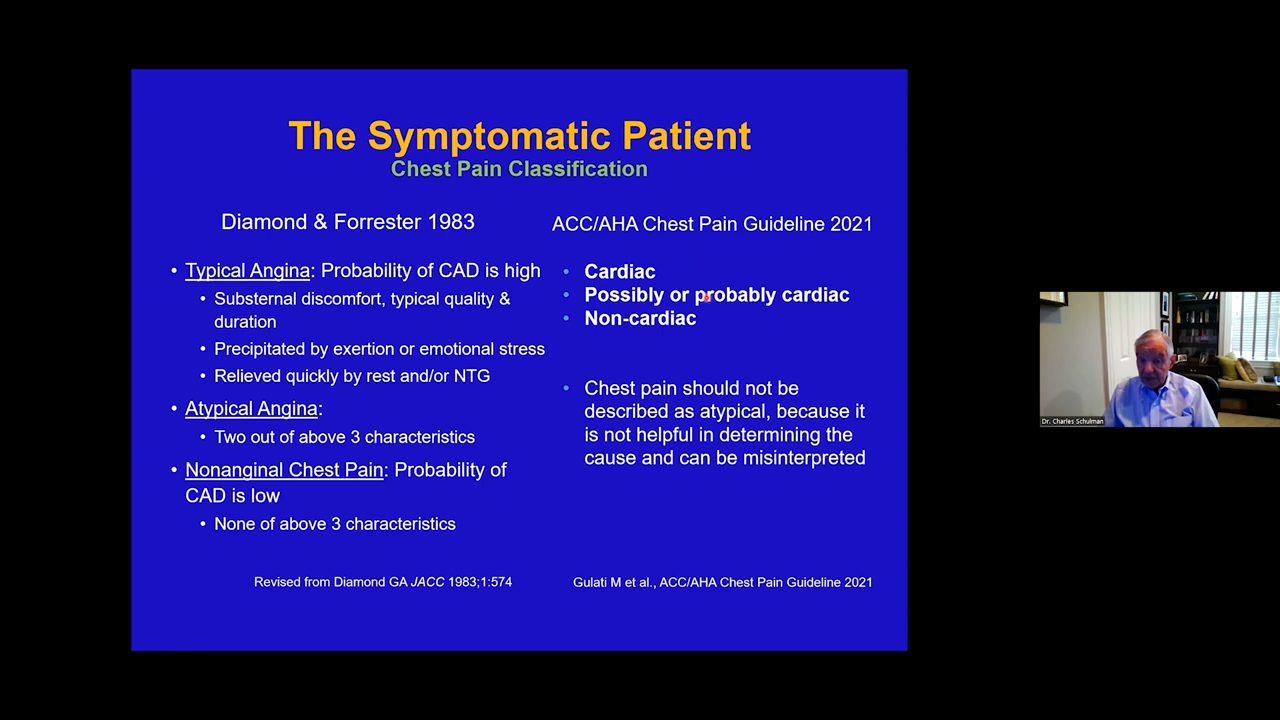 The Symptomatic Patient
Chest Pain Classification
Diamond & Forrester 1983
• Typical Angina: Probability of CAD is high
• Substernal discomfort, typical quality &
duration
• Precipitated by exertion or emotional stress
• Relieved quickly by rest and/or NTG
• Atypical Angina:
• Two out of above 3 characteristics
• Nonanginal Chest Pain: Probability of
CAD is low
• None of above 3 characteristics
Revised from Diamond GA JACC 1983;1:574
ACC/AHA Chest Pain Guideline 2021
• Cardiac
• Possibly or probably cardiac
• Non-cardiac
• Chest pain should not be
described as atypical, because it
is not helpful in determining the
cause and can be misinterpreted
Gulati M et al., ACC/AHA Chest Pain Guideline 2021
Dr. Charles Schulman